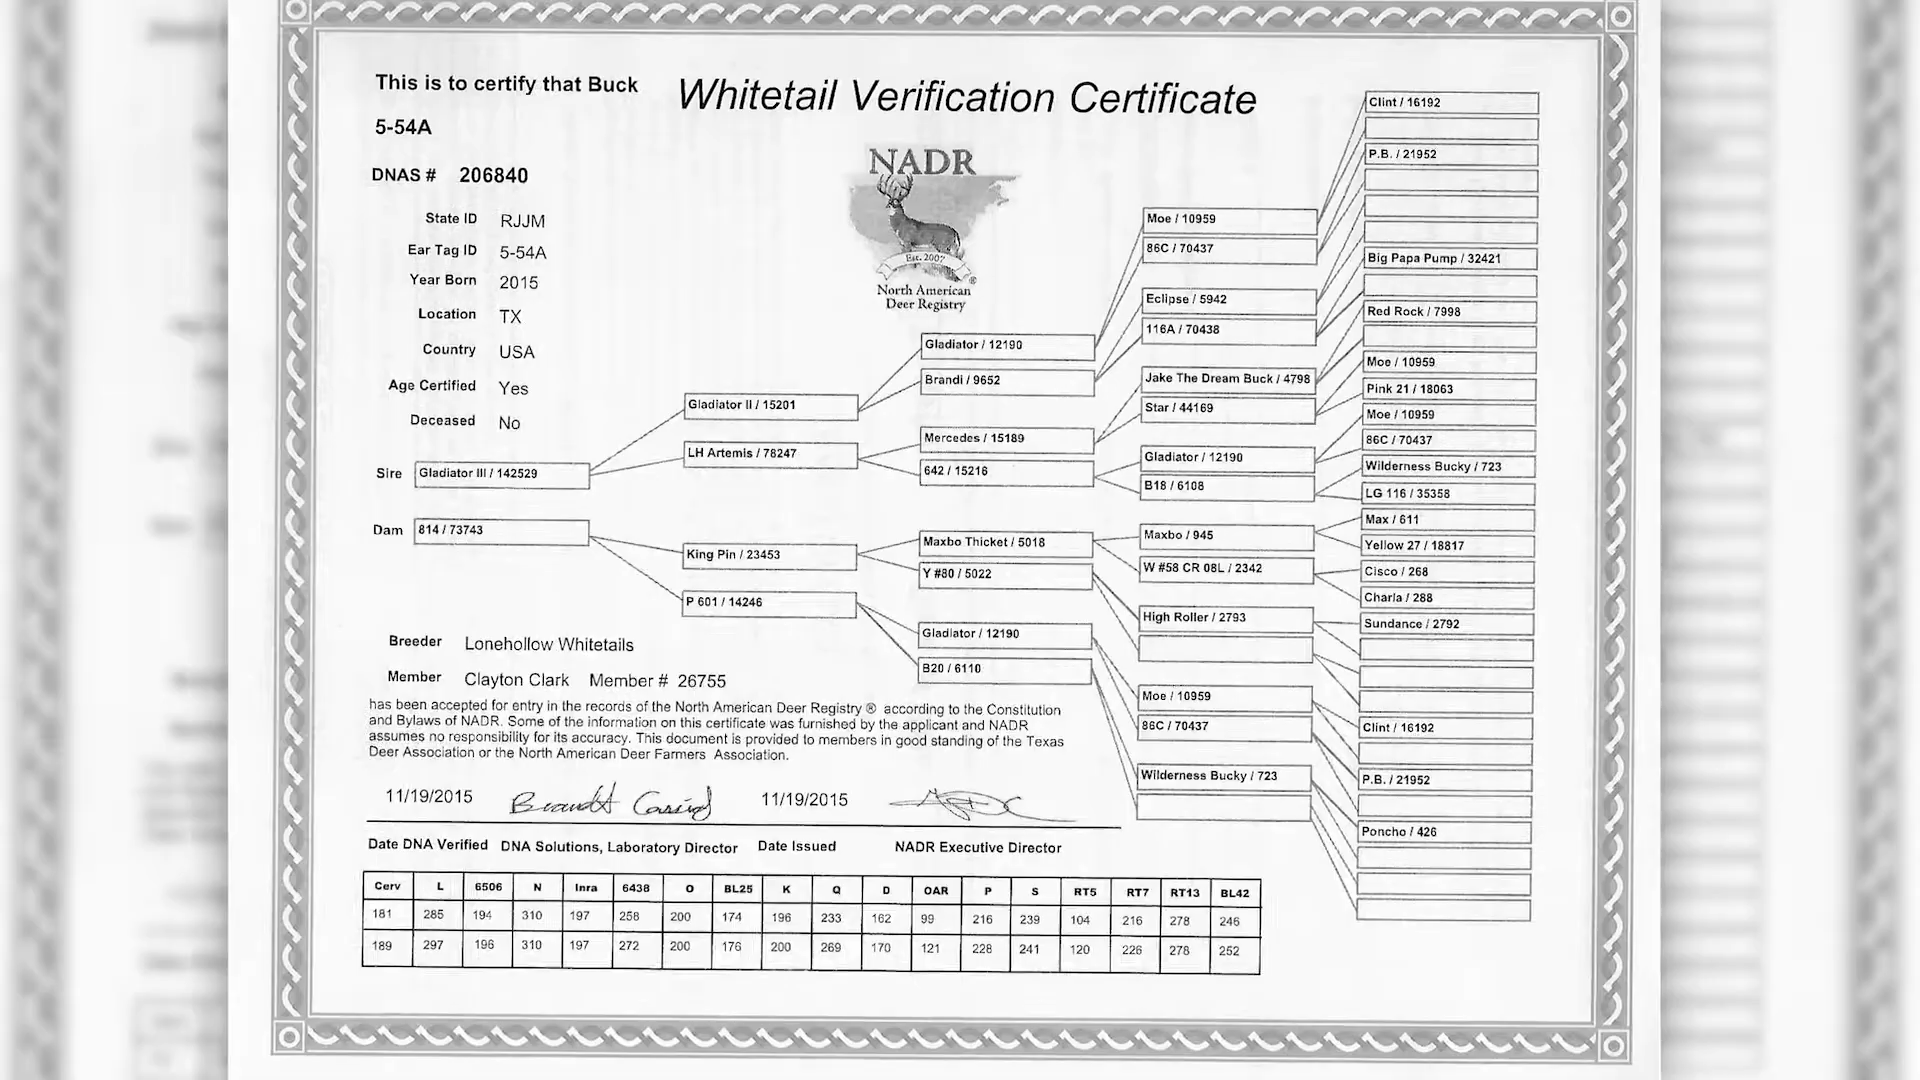 This is to certify that Buck
5-54A
Whitetail Verification Certificate
DNAS # 206840
State ID RJJM
Ear Tag ID 5-54A
Year Born 2015
Location TX
Country USA
Age Certified Yes
Deceased No
NADR
Est. 2007
North American
Deer Registry
Sire Gladiator III / 142529
Dam 814 / 73743
Gladiator II / 15201
LH Artemis / 78247
King Pin / 23453
P 601 / 14246
Gladiator / 12190
Brandi / 9652
Mercedes / 15189
642 / 15216
Maxbo Thicket / 5018
Y #80 / 5022
Gladiator / 12190
B20 / 6110
Moe / 10959
86C / 70437
Eclipse / 5942
116A / 70438
Jake The Dream Buck / 4798
Star / 44169
Gladiator / 12190
B18 / 6108
Maxbo / 945
W #58 CR 08L / 2342
High Roller / 2793
Moe / 10959
86C / 70437
Wilderness Bucky / 723
Clint / 16192
P.B. / 21952
Big Papa Pump / 32421
Red Rock / 7998
Moe / 10959
Pink 21 / 18063
Moe / 10959
86C / 70437
Wilderness Bucky / 723
LG 116 / 35358
Max / 611
Yellow 27 / 18817
Cisco / 268
Charla / 288
Sundance / 2792
Clint / 16192
P.B. / 21952
Poncho / 426
Breeder Lonehollow Whitetails
Member Clayton Clark Member # 26755
has been accepted for entry in the records of the North American Deer Registry ® according to the Constitution
and Bylaws of NADR. Some of the information on this certificate was furnished by the applicant and NADR
assumes no responsibility for its accuracy. This document is provided to members in good standing of the Texas
Deer Association or the North American Deer Farmers Association.
11/19/2015 11/19/2015
Date DNA Verified DNA Solutions, Laboratory Director Date Issued NADR Executive Director
Cerv L 6506 N Inra 6438 O BL25 K Q D OAR P S RT5 RT7 RT13 BL42
181 285 194 310 197 258 200 174 196 233 162 99 216 239 104 216 278 246
189 297 196 310 197 272 200 176 200 269 170 121 228 241 120 226 278 252